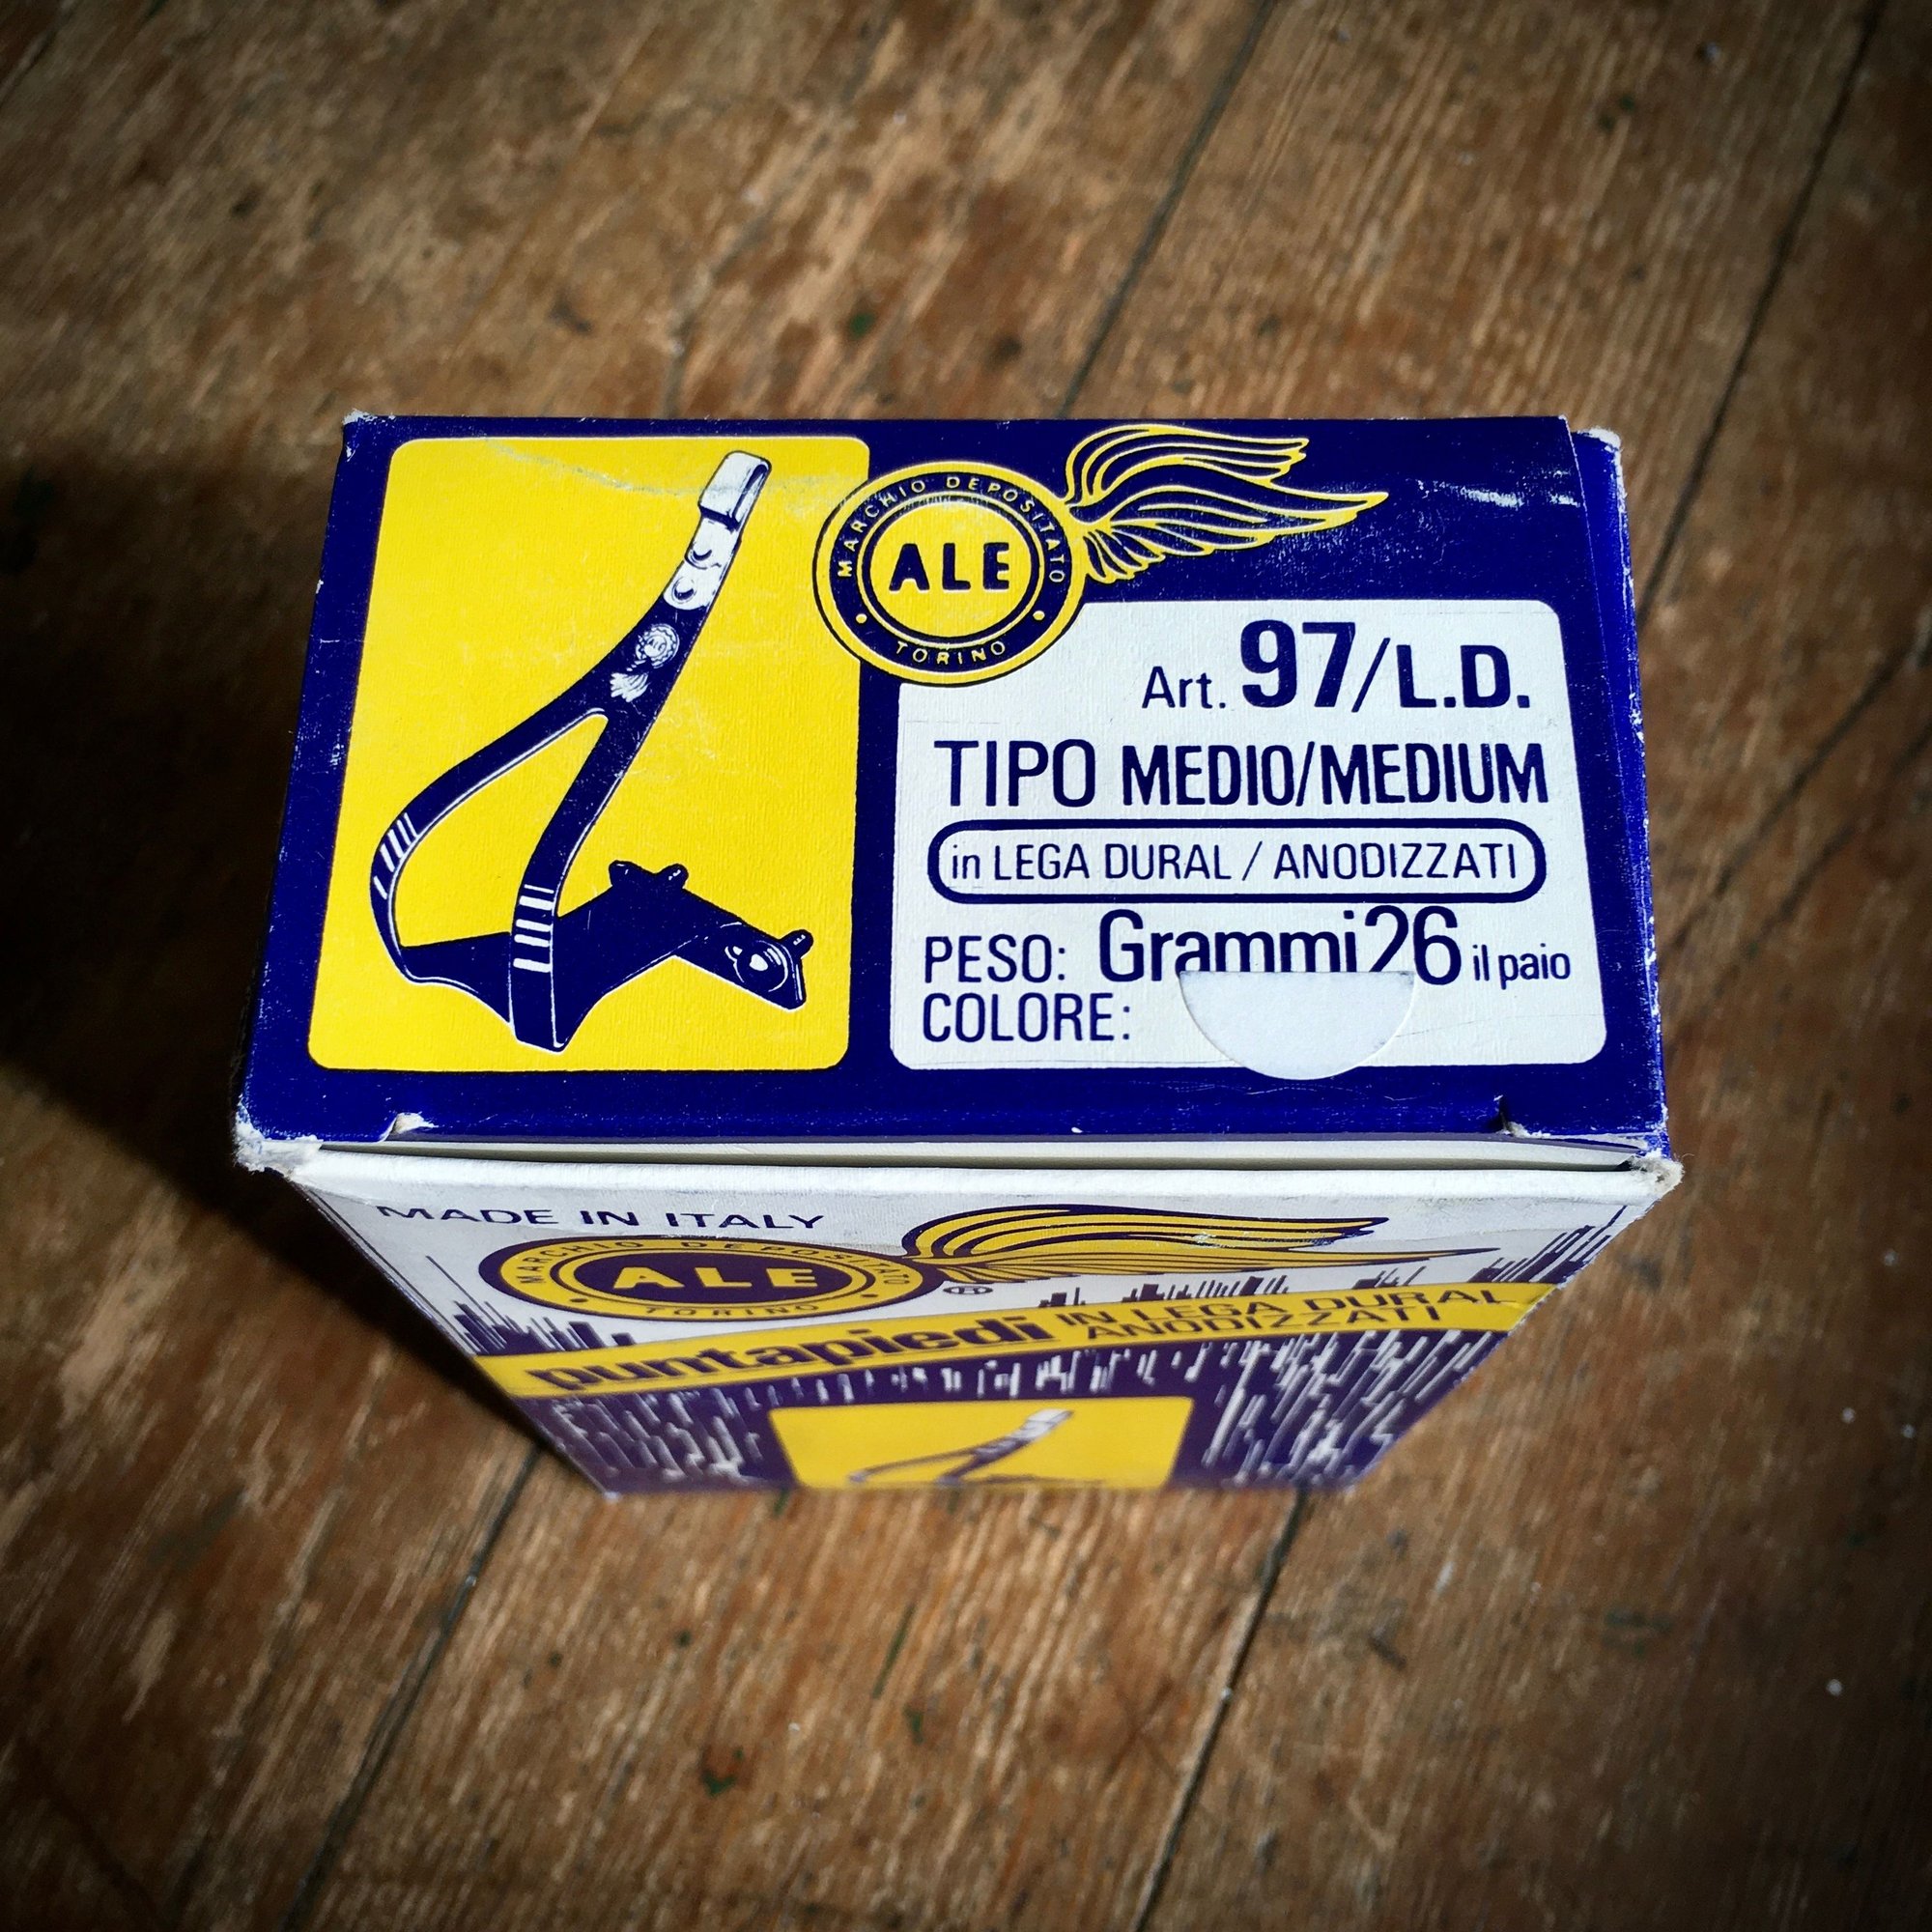 MARCHIO DEPOSITATO
ALE
TORINO
Art. 97/L.D.
TIPO MEDIO/MEDIUM
in LEGA DURAL / ANODIZZATI
PESO: Grammi 26 il paio
COLORE:
MADE IN ITALY
MARCHIO DEPOSITATO
ALE
TORINO
®
puntapiedi IN LEGA DURAL
ANODIZZATI